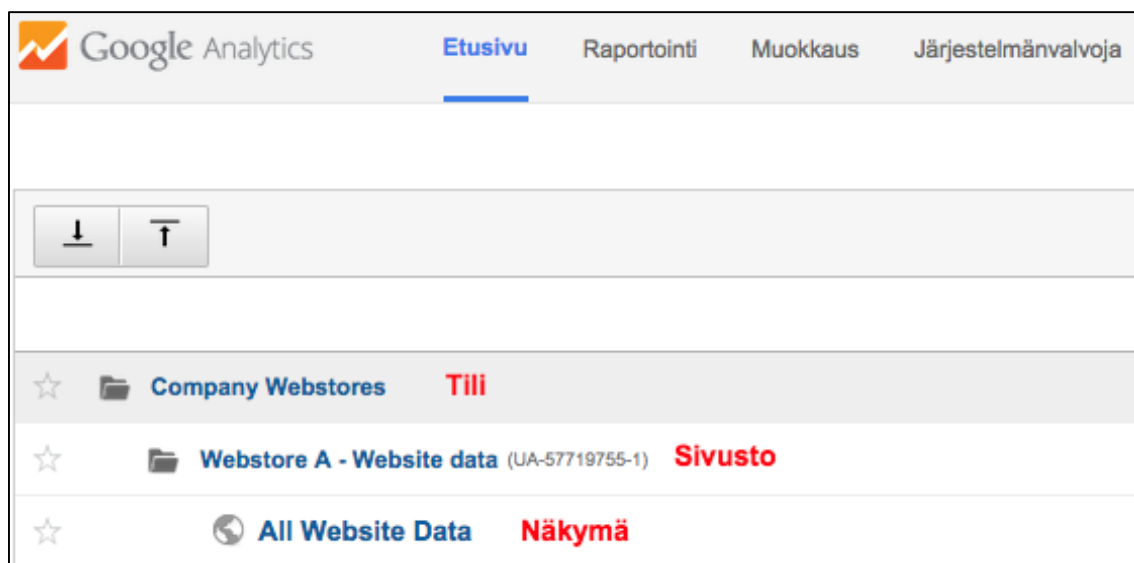 Google Analytics Etusivu Raportointi Muokkaus Järjestelmänvalvoja
Company Webstores Tili
Webstore A - Website data (UA-57719755-1) Sivusto
All Website Data Näkymä